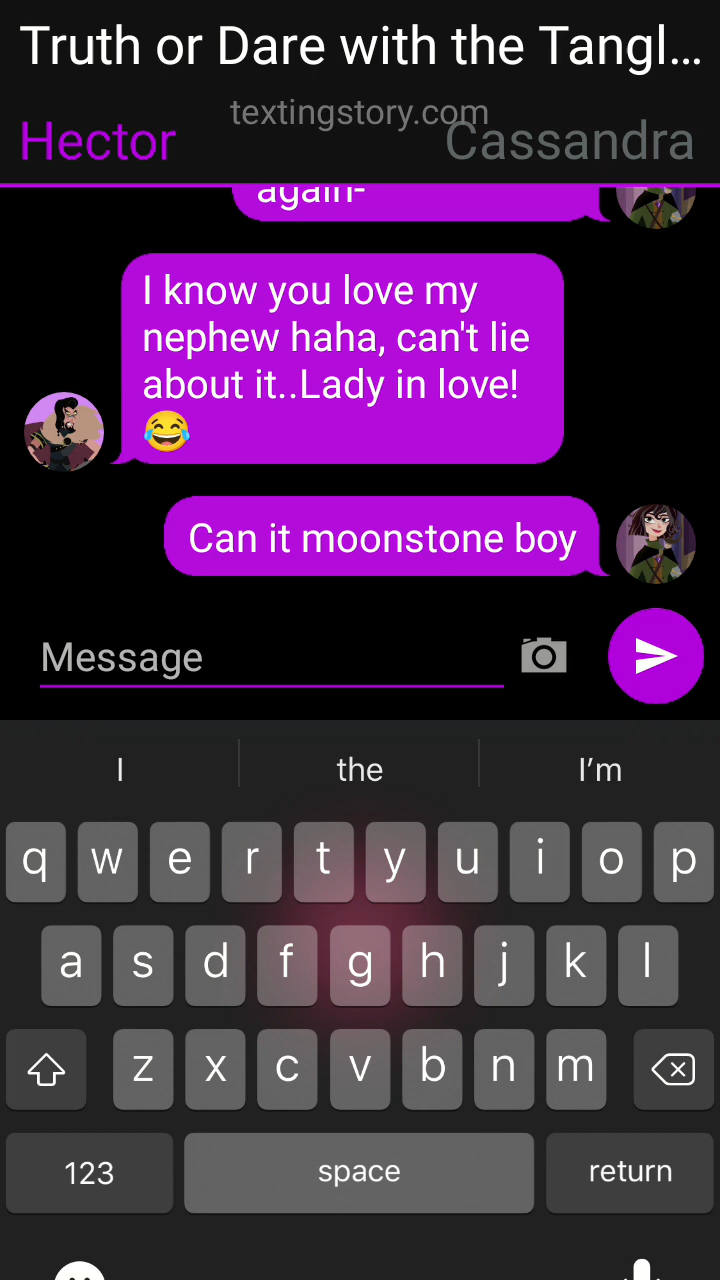 Truth or Dare with the Tangl...
textingstory.com
Hector
Cassandra
again-
I know you love my
nephew haha, can't lie
about it..Lady in love!
😂
Can it moonstone boy
Message
I
the
I'm
q w e r t y u i o p
a s d f g h j k l
z x c v b n m
123
space
return